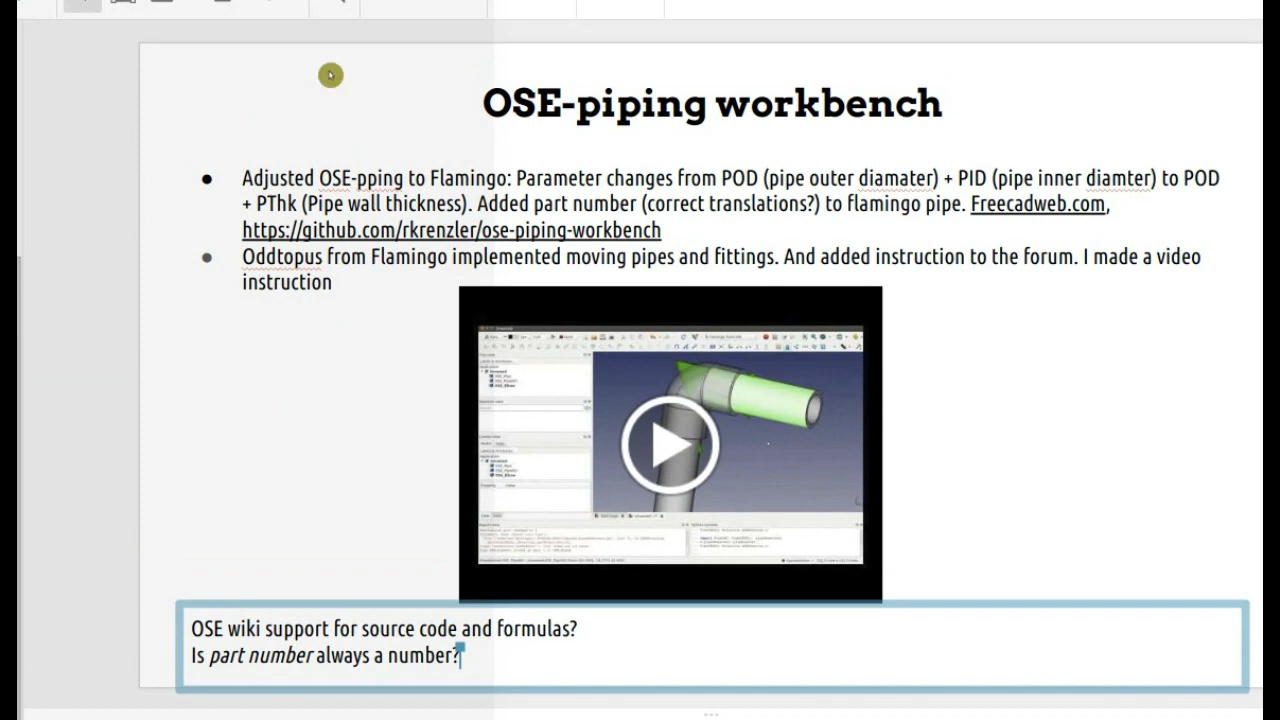 OSE-piping workbench
● Adjusted OSE-pping to Flamingo: Parameter changes from POD (pipe outer diamater) + PID (pipe inner diamter) to POD
+ PThk (Pipe wall thickness). Added part number (correct translations?) to flamingo pipe. Freecadweb.com,
https://github.com/rkrenzler/ose-piping-workbench
● Oddtopus from Flamingo implemented moving pipes and fittings. And added instruction to the forum. I made a video
instruction
OSE wiki support for source code and formulas?
Is part number always a number?